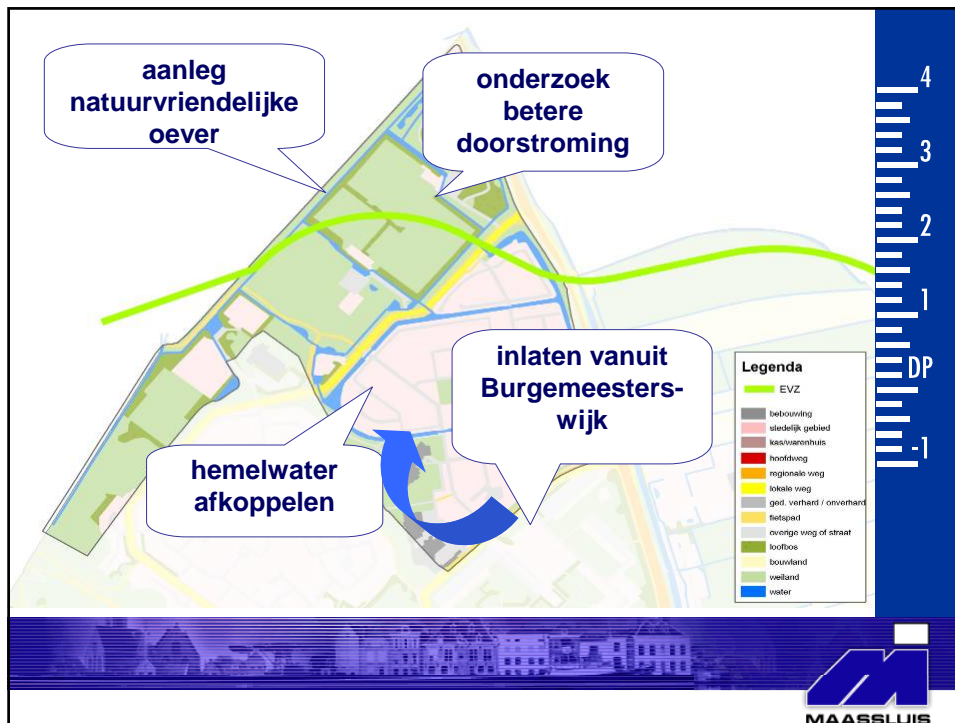 aanleg
natuurvriendelijke
oever
onderzoek
betere
doorstroming
inlaten vanuit
Burgemeesters-
wijk
hemelwater
afkoppelen
Legenda
EVZ
bebouwing
stedelijk gebied
kas/warenhuis
hoofdweg
regionale weg
lokale weg
ged. verhard / onverhard
fietspad
overige weg of straat
loofbos
bouwland
weiland
water
4
3
2
1
DP
-1
MAASSLUIS